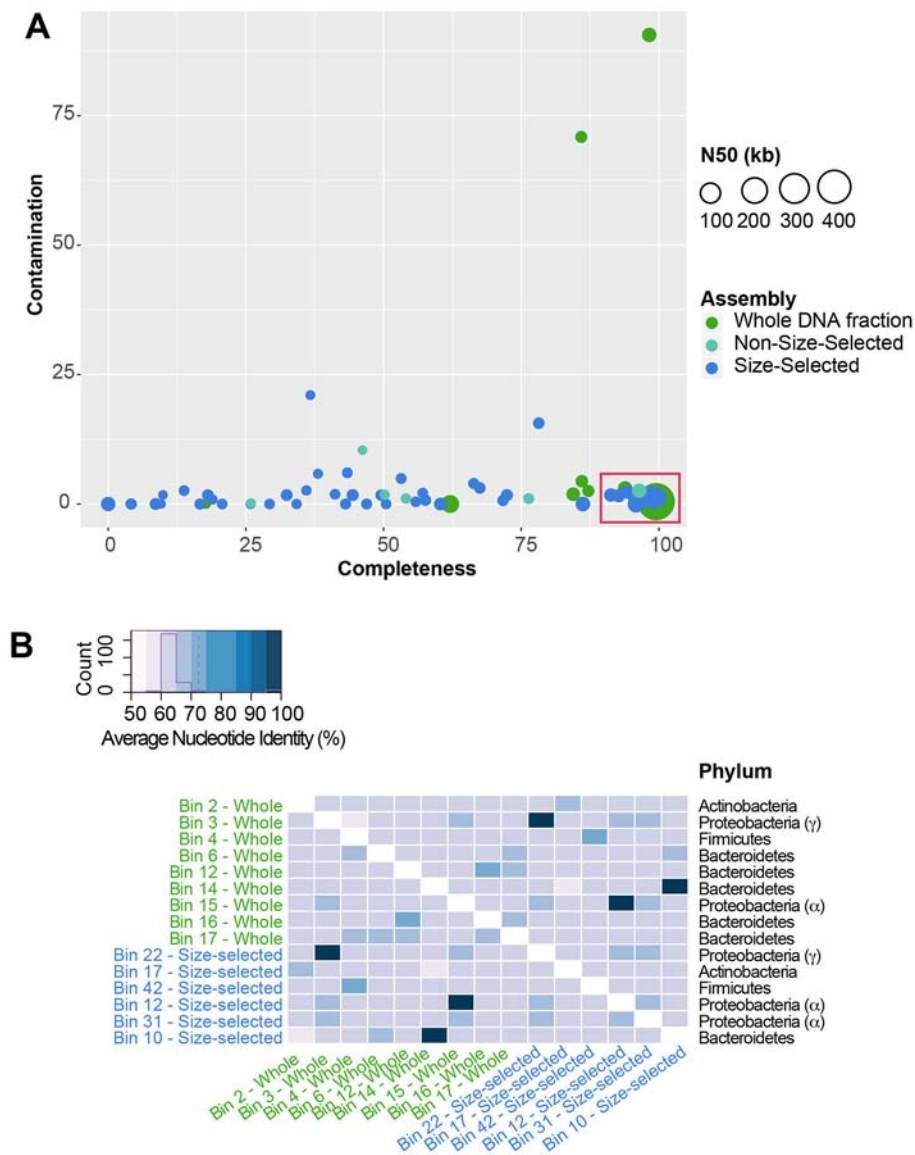 A
Contamination
75
50
25
0
0 25 50 75 100
Completeness
N50 (kb)
100 200 300 400
Assembly
Whole DNA fraction
Non-Size-Selected
Size-Selected
B
Count
0 100
50 60 70 80 90 100
Average Nucleotide Identity (%)
Phylum
Bin 2 - Whole Actinobacteria
Bin 3 - Whole Proteobacteria (γ)
Bin 4 - Whole Firmicutes
Bin 6 - Whole Bacteroidetes
Bin 12 - Whole Bacteroidetes
Bin 14 - Whole Bacteroidetes
Bin 15 - Whole Proteobacteria (α)
Bin 16 - Whole Bacteroidetes
Bin 17 - Whole Bacteroidetes
Bin 22 - Size-selected Proteobacteria (γ)
Bin 17 - Size-selected Actinobacteria
Bin 42 - Size-selected Firmicutes
Bin 12 - Size-selected Proteobacteria (α)
Bin 31 - Size-selected Proteobacteria (α)
Bin 10 - Size-selected Bacteroidetes
Bin 2 - Whole
Bin 3 - Whole
Bin 4 - Whole
Bin 6 - Whole
Bin 12 - Whole
Bin 14 - Whole
Bin 15 - Whole
Bin 16 - Whole
Bin 17 - Whole
Bin 22 - Size-selected
Bin 17 - Size-selected
Bin 42 - Size-selected
Bin 12 - Size-selected
Bin 31 - Size-selected
Bin 10 - Size-selected